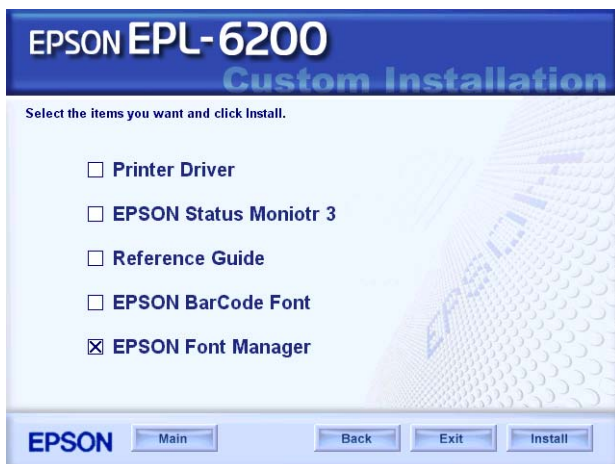 EPSON EPL-6200
Custom Installation
Select the items you want and click Install.
Printer Driver
EPSON Status Moniotr 3
Reference Guide
EPSON BarCode Font
EPSON Font Manager
EPSON
EPSON Main Back Exit Install